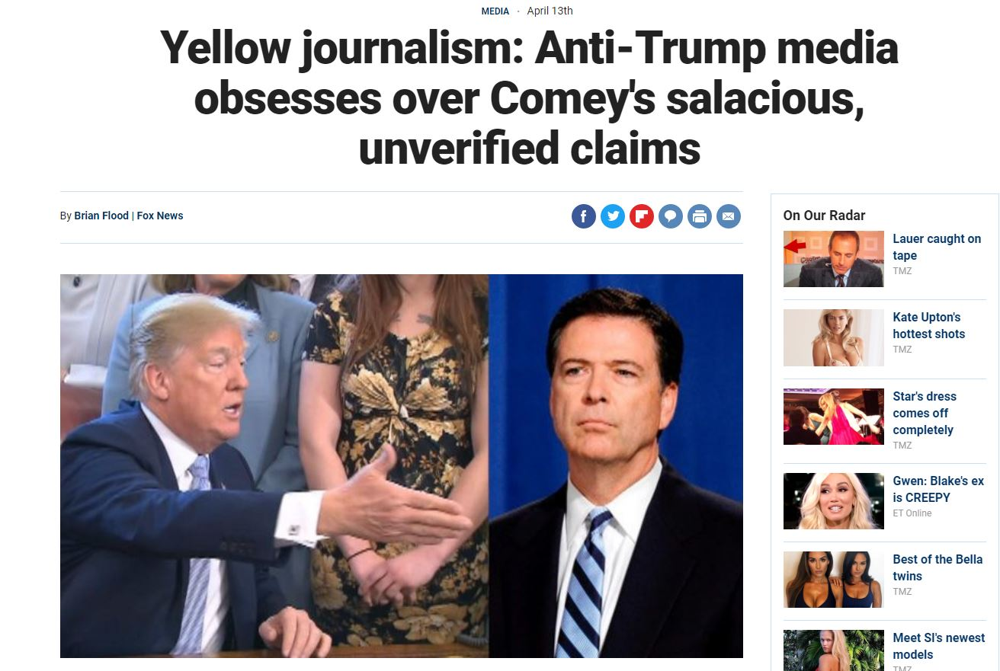 MEDIA · April 13th
Yellow journalism: Anti-Trump media
obsesses over Comey's salacious,
unverified claims
By Brian Flood | Fox News
On Our Radar
Lauer caught on
tape
TMZ
Kate Upton's
hottest shots
TMZ
Star's dress
comes off
completely
TMZ
Gwen: Blake's ex
is CREEPY
ET Online
Best of the Bella
twins
TMZ
Meet SI's newest
models
TMZ